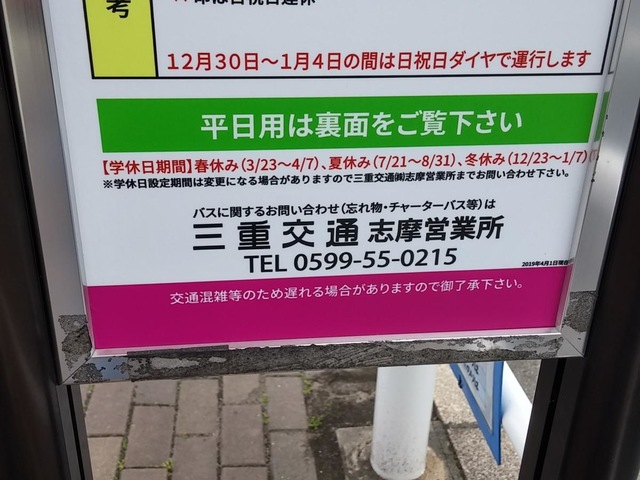 考
印は日祝日運休
12月30日～1月4日の間は日祝日ダイヤで運行します
平日用は裏面をご覧下さい
【学休日期間】春休み(3/23～4/7)、夏休み(7/21～8/31)、冬休み(12/23～1/7)
※学休日設定期間は変更になる場合がありますので三重交通㈱志摩営業所までお問い合わせ下さい。
バスに関するお問い合わせ(忘れ物・チャーターバス等)は
三重交通 志摩営業所
TEL 0599-55-0215
2019年4月1日現在
交通混雑等のため遅れる場合がありますので御了承下さい。